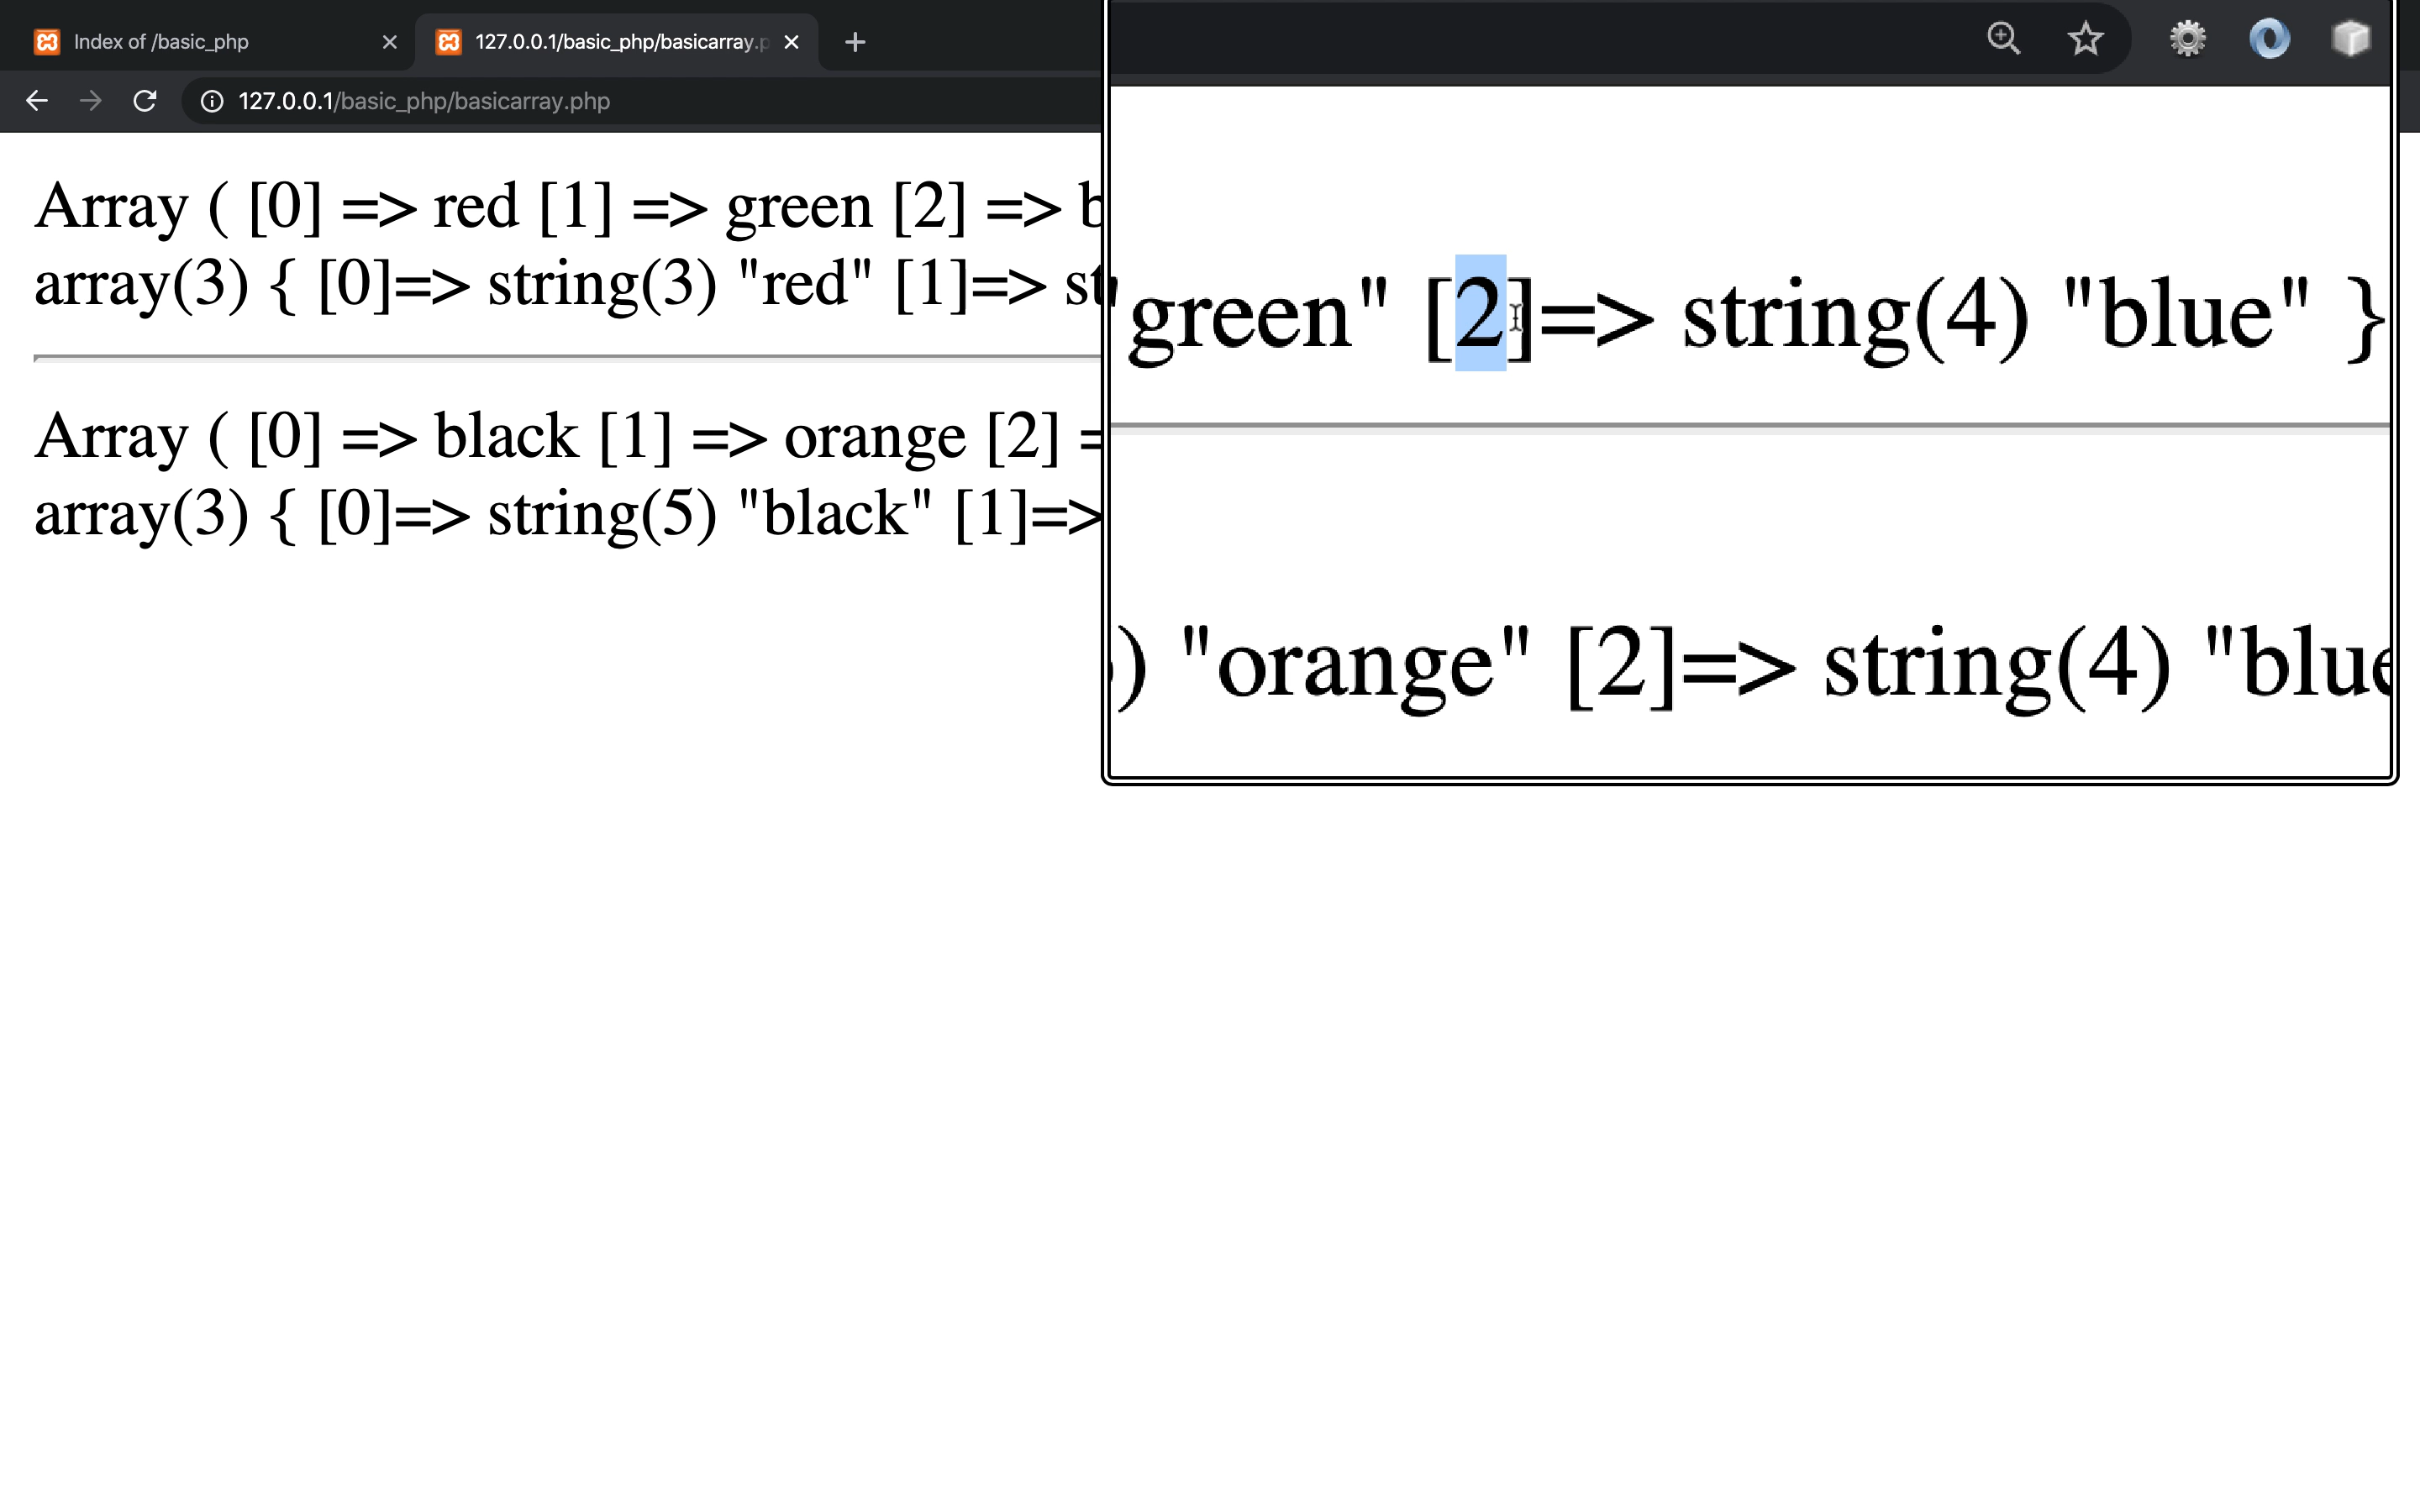 Index of /basic_php
127.0.0.1/basic_php/basicarray.p
127.0.0.1/basic_php/basicarray.php
Array ( [0] => red [1] => green [2] => b
array(3) { [0]=> string(3) "red" [1]=> st
Array ( [0] => black [1] => orange [2] =
array(3) { [0]=> string(5) "black" [1]=>
"green" [2]=> string(4) "blue" }
) "orange" [2]=> string(4) "blue